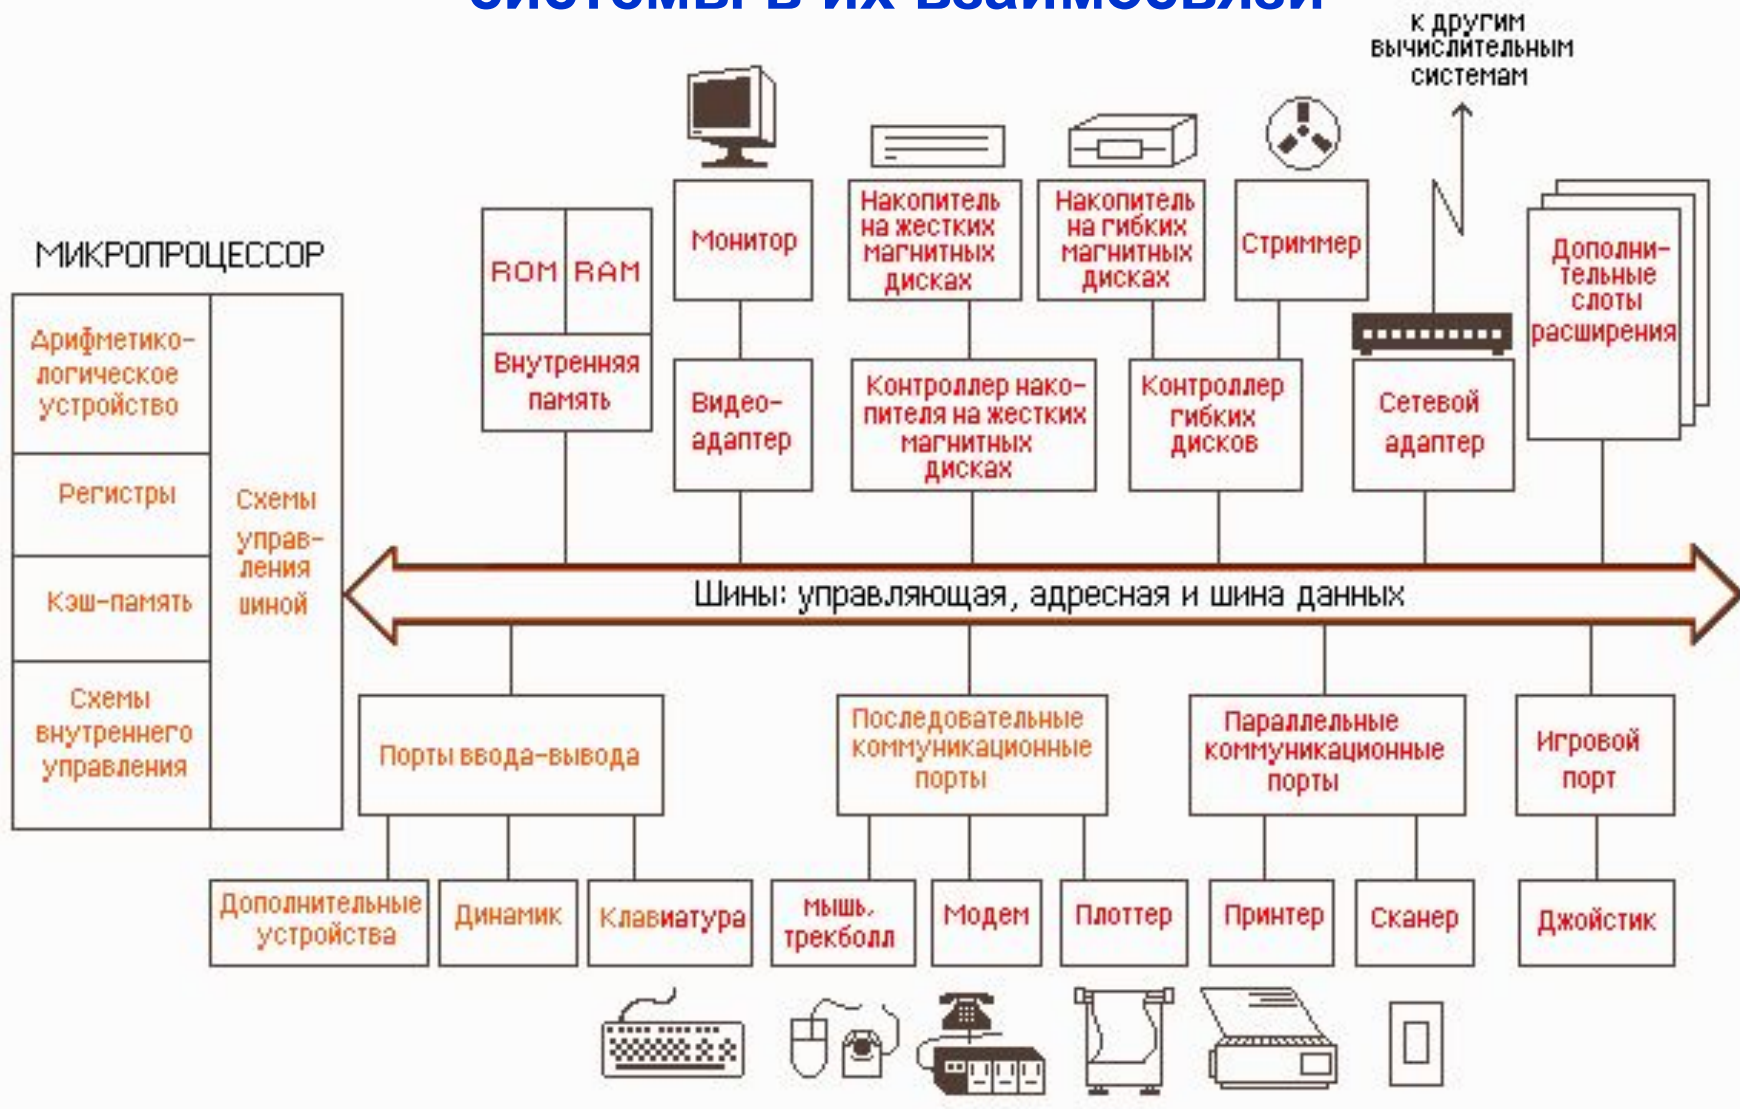 системы в их взаимосвязи
к другим
вычислительным
системам
МИКРОПРОЦЕССОР
Арифметико-
логическое
устройство
Регистры
Кэш-память
Схемы
внутреннего
управления
Схемы
управ-
ления
шиной
ROM RAM
Внутренняя
память
Монитор
Видео-
адаптер
Накопитель
на жестких
магнитных
дисках
Контроллер нако-
пителя на жестких
магнитных
дисках
Накопитель
на гибких
магнитных
дисках
Стриммер
Контроллер
гибких
дисков
Сетевой
адаптер
Дополни-
тельные
слоты
расширения
Шины: управляющая, адресная и шина данных
Порты ввода-вывода
Последовательные
коммуникационные
порты
Параллельные
коммуникационные
порты
Игровой
порт
Дополнительные
устройства
Динамик
Клавиатура
мышь,
трекболл
Модем
Плоттер
Принтер
Сканер
Джойстик